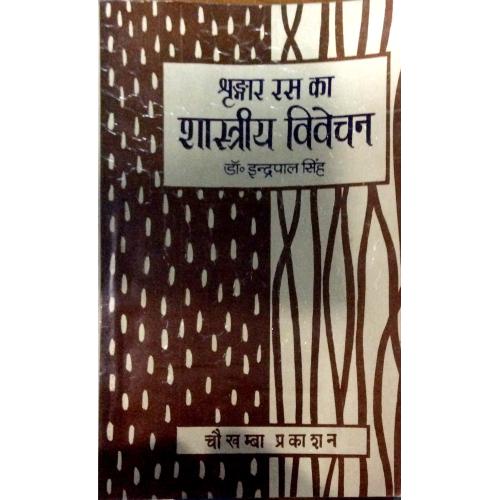 श्रृङ्गार रस का
शास्त्रीय विवेचन
डॉ॰ इन्द्रपाल सिंह
चौखम्बा प्रकाशन